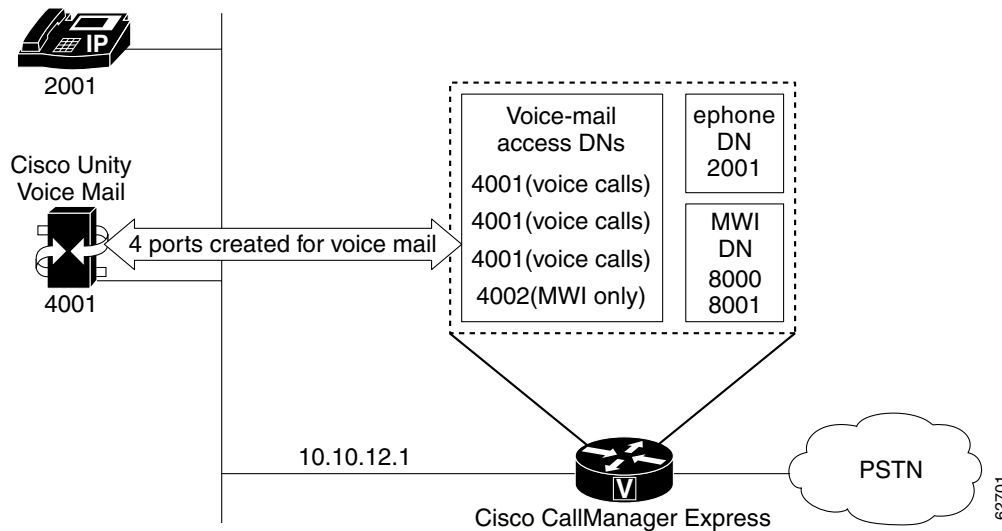 IP
2001
Cisco Unity
Voice Mail
4001
4 ports created for voice mail
Voice-mail
access DNs
4001(voice calls)
4001(voice calls)
4001(voice calls)
4002(MWI only)
ephone
DN
2001
MWI
DN
8000
8001
10.10.12.1
V
Cisco CallManager Express
PSTN
62701